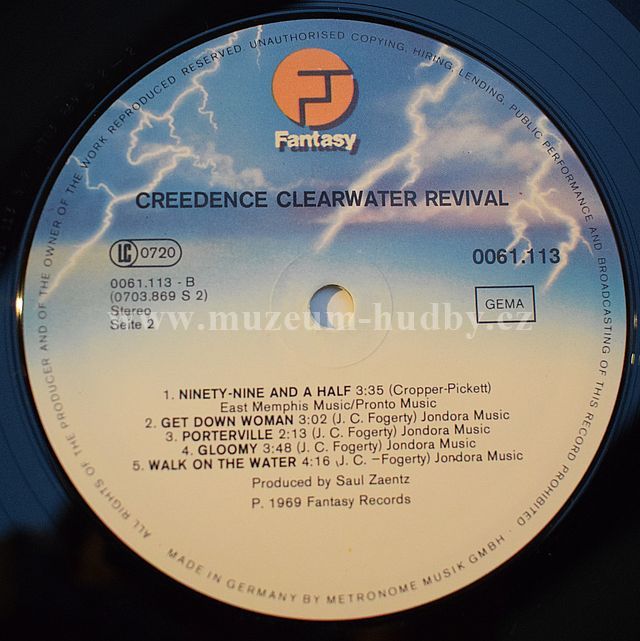 ALL RIGHTS OF THE PRODUCER AND OF THE OWNER OF THE WORK REPRODUCED RESERVED UNAUTHORISED COPYING, HIRING, LENDING, PUBLIC PERFORMANCE AND BROADCASTING OF THIS RECORD PROHIBITED
Fantasy
CREEDENCE CLEARWATER REVIVAL
LC 0720
0061.113
0061.113 - B
(0703.869 S 2)
Stereo
Seite 2
GEMA
www.muzeum-hudby.cz
1. NINETY-NINE AND A HALF 3:35 (Cropper-Pickett)
East Memphis Music/Pronto Music
2. GET DOWN WOMAN 3:02 (J. C. Fogerty) Jondora Music
3. PORTERVILLE 2:13 (J. C. Fogerty) Jondora Music
4. GLOOMY 3:48 (J. C. Fogerty) Jondora Music
5. WALK ON THE WATER 4:16 (J. C. –Fogerty) Jondora Music
Produced by Saul Zaentz
P. 1969 Fantasy Records
· MADE IN GERMANY BY METRONOME MUSIK GMBH ·